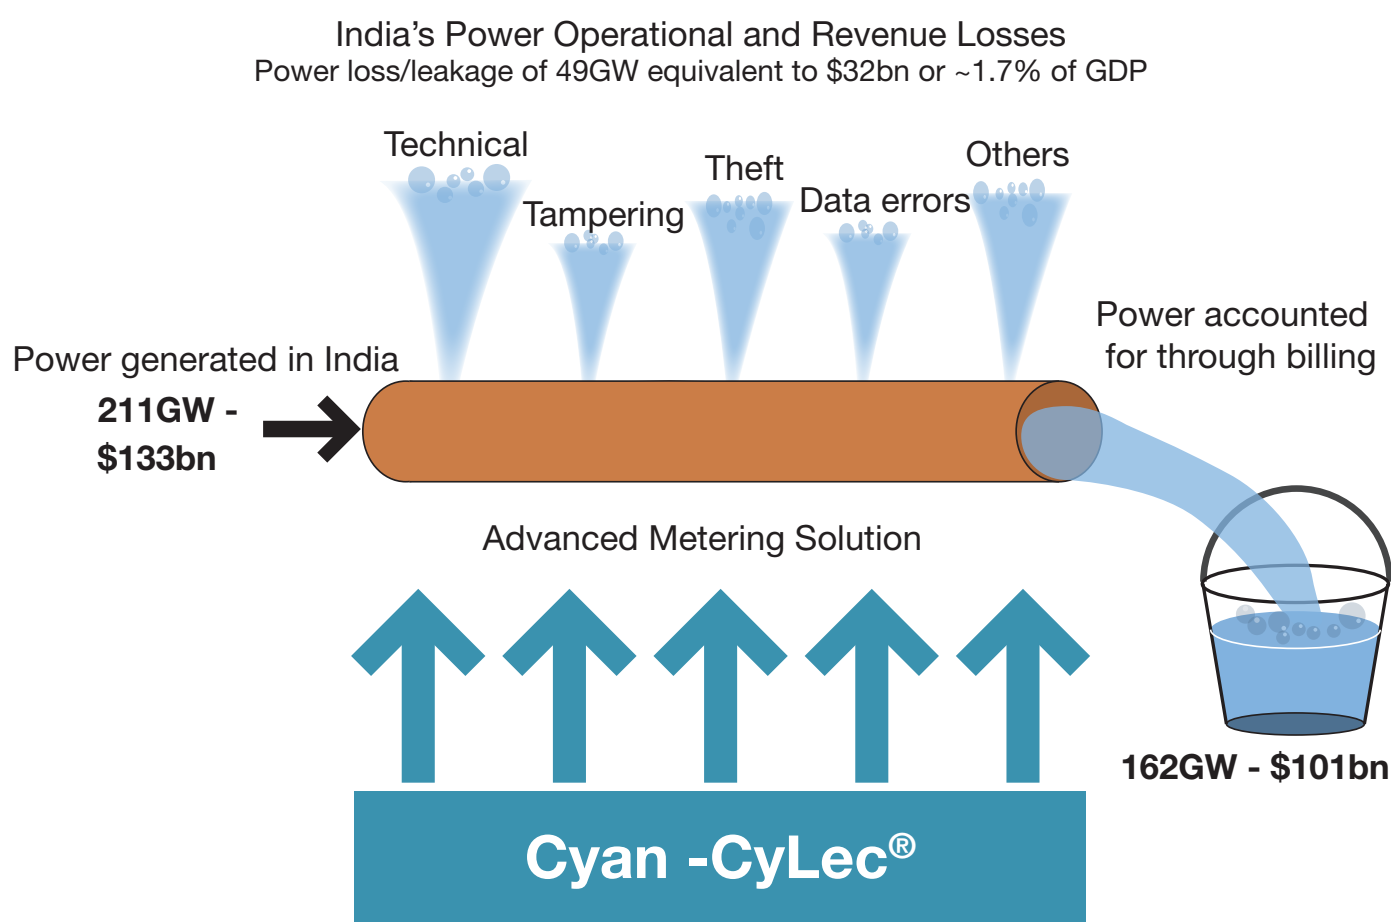 India’s Power Operational and Revenue Losses
Power loss/leakage of 49GW equivalent to $32bn or ~1.7% of GDP
Technical
Tampering
Theft
Data errors
Others
Power generated in India
211GW -
$133bn
Power accounted
for through billing
Advanced Metering Solution
162GW - $101bn
Cyan -CyLec®